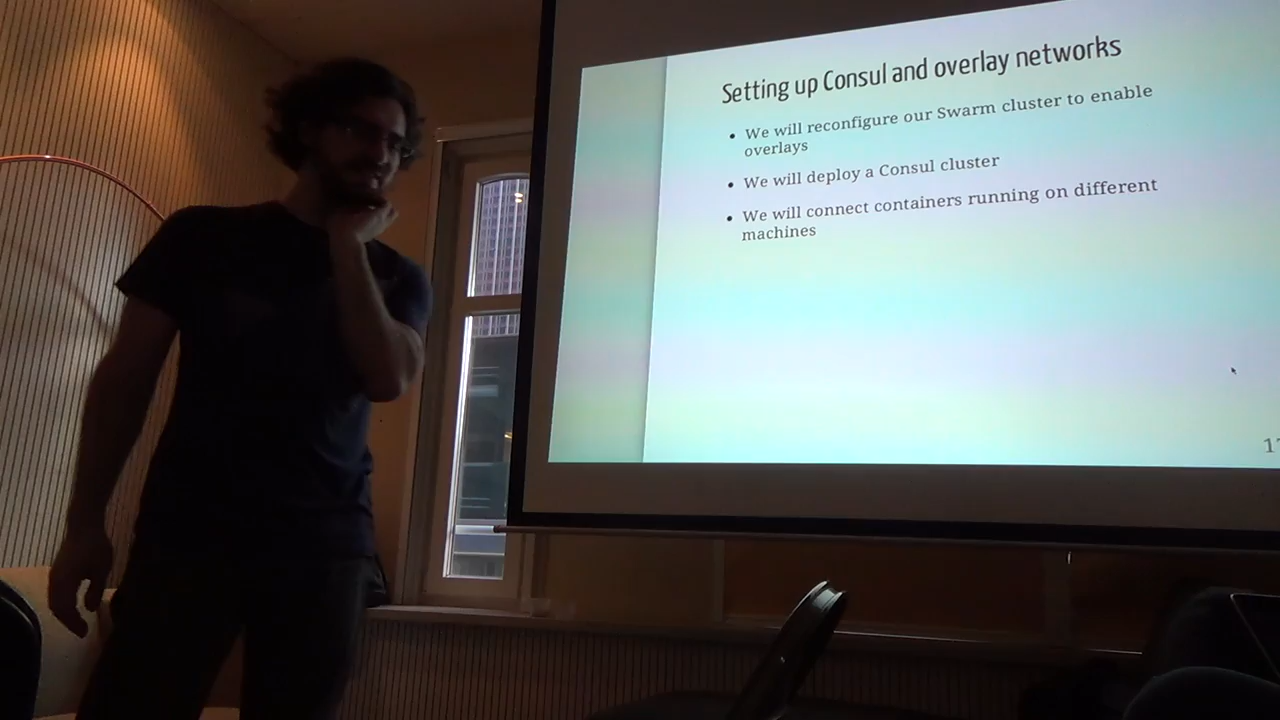 Setting up Consul and overlay networks
• We will reconfigure our Swarm cluster to enable
overlays
• We will deploy a Consul cluster
• We will connect containers running on different
machines